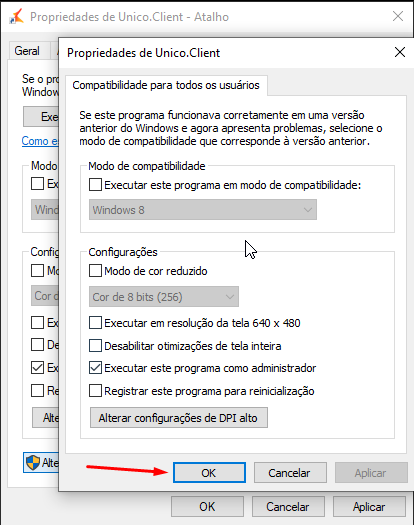 Propriedades de Unico.Client - Atalho
Geral
Se o pro
Window
Exe
Como es
Modo
Ex
Wind
Config
Mo
Cor d
Ex
De
Ex
Re
Alte
Alte
OK
Cancelar
Aplicar
Propriedades de Unico.Client
Compatibilidade para todos os usuários
Se este programa funcionava corretamente em uma versão
anterior do Windows e agora apresenta problemas, selecione o
modo de compatibilidade que corresponde à versão anterior.
Modo de compatibilidade
Executar este programa em modo de compatibilidade:
Windows 8
Configurações
Modo de cor reduzido
Cor de 8 bits (256)
Executar em resolução da tela 640 x 480
Desabilitar otimizações de tela inteira
Executar este programa como administrador
Registrar este programa para reinicialização
Alterar configurações de DPI alto
OK
Cancelar
Aplicar